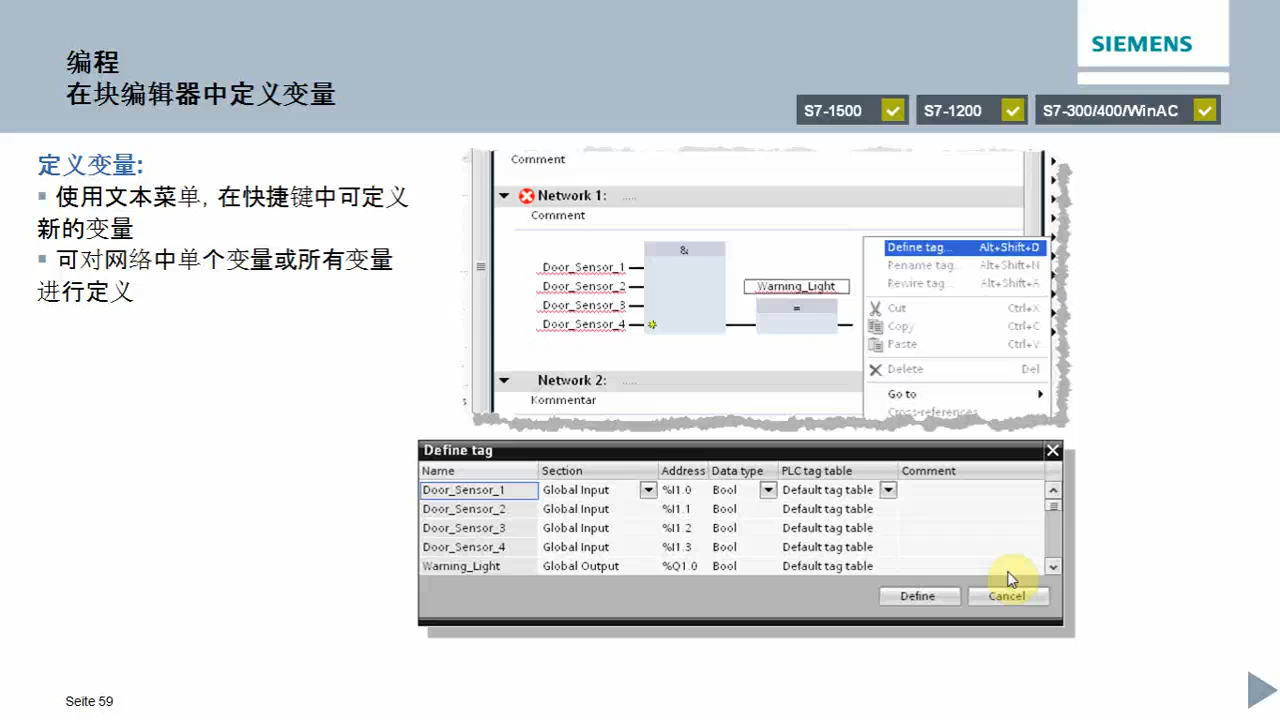 编程
在块编辑器中定义变量
SIEMENS
S7-1500
S7-1200
S7-300/400/WinAC
定义变量:
使用文本菜单, 在快捷键中可定义
新的变量
可对网络中单个变量或所有变量
进行定义
Comment
Network 1: .....
Comment
&
Door_Sensor_1
Door_Sensor_2
Door_Sensor_3
Door_Sensor_4
Warning_Light
=
Network 2: .....
Kommentar
Define tag... Alt+Shift+D
Rename tag... Alt+Shift+N
Rewire tag... Alt+Shift+A
Cut Ctrl+X
Copy Ctrl+C
Paste Ctrl+V
Delete Del
Go to
Cross-references
Define tag
Name Section Address Data type PLC tag table Comment
Door_Sensor_1 Global Input %I1.0 Bool Default tag table
Door_Sensor_2 Global Input %I1.1 Bool Default tag table
Door_Sensor_3 Global Input %I1.2 Bool Default tag table
Door_Sensor_4 Global Input %I1.3 Bool Default tag table
Warning_Light Global Output %Q1.0 Bool Default tag table
Define Cancel
Seite 59